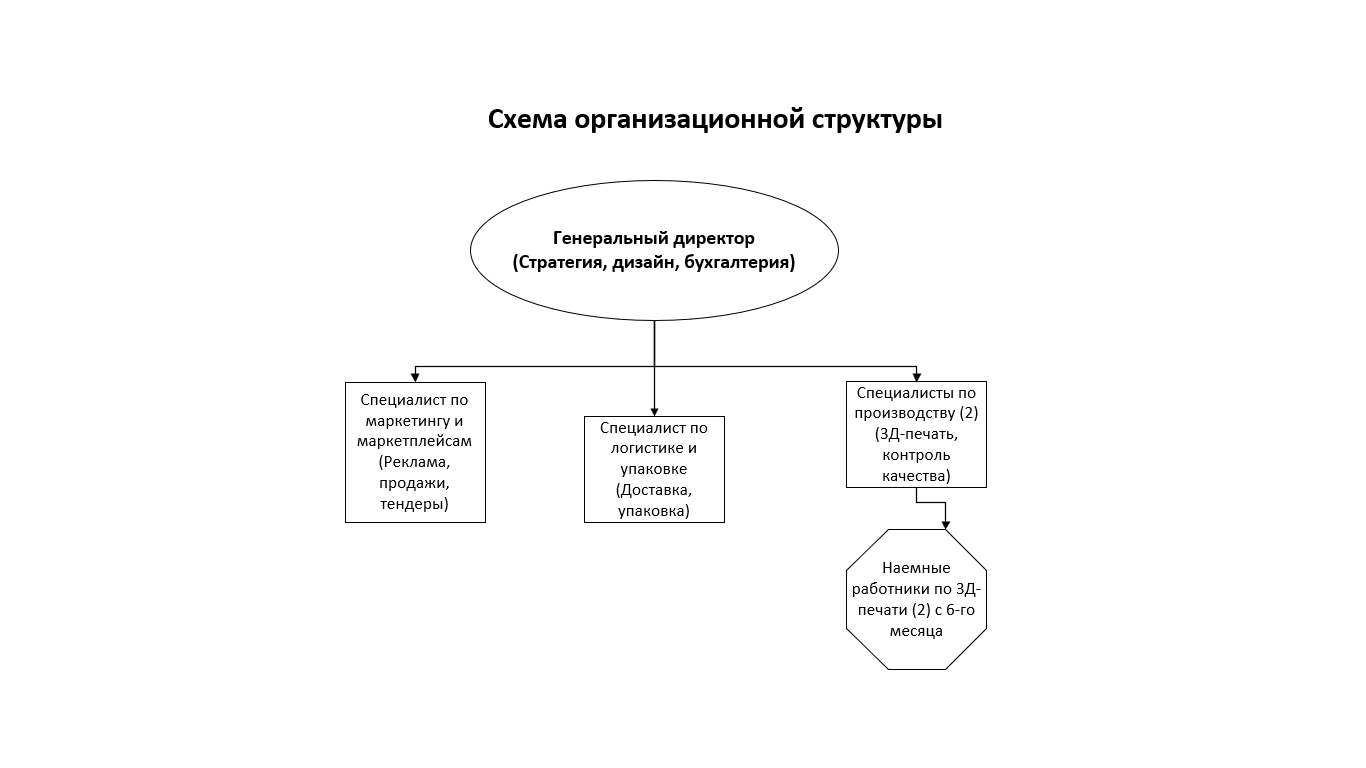 Схема организационной структуры
Генеральный директор
(Стратегия, дизайн, бухгалтерия)
Специалист по
маркетингу и
маркетплейсам
(Реклама,
продажи,
тендеры)
Специалист по
логистике и
упаковке
(Доставка,
упаковка)
Специалисты по
производству (2)
(3Д-печать,
контроль
качества)
Наемные
работники по 3Д-
печати (2) с 6-го
месяца